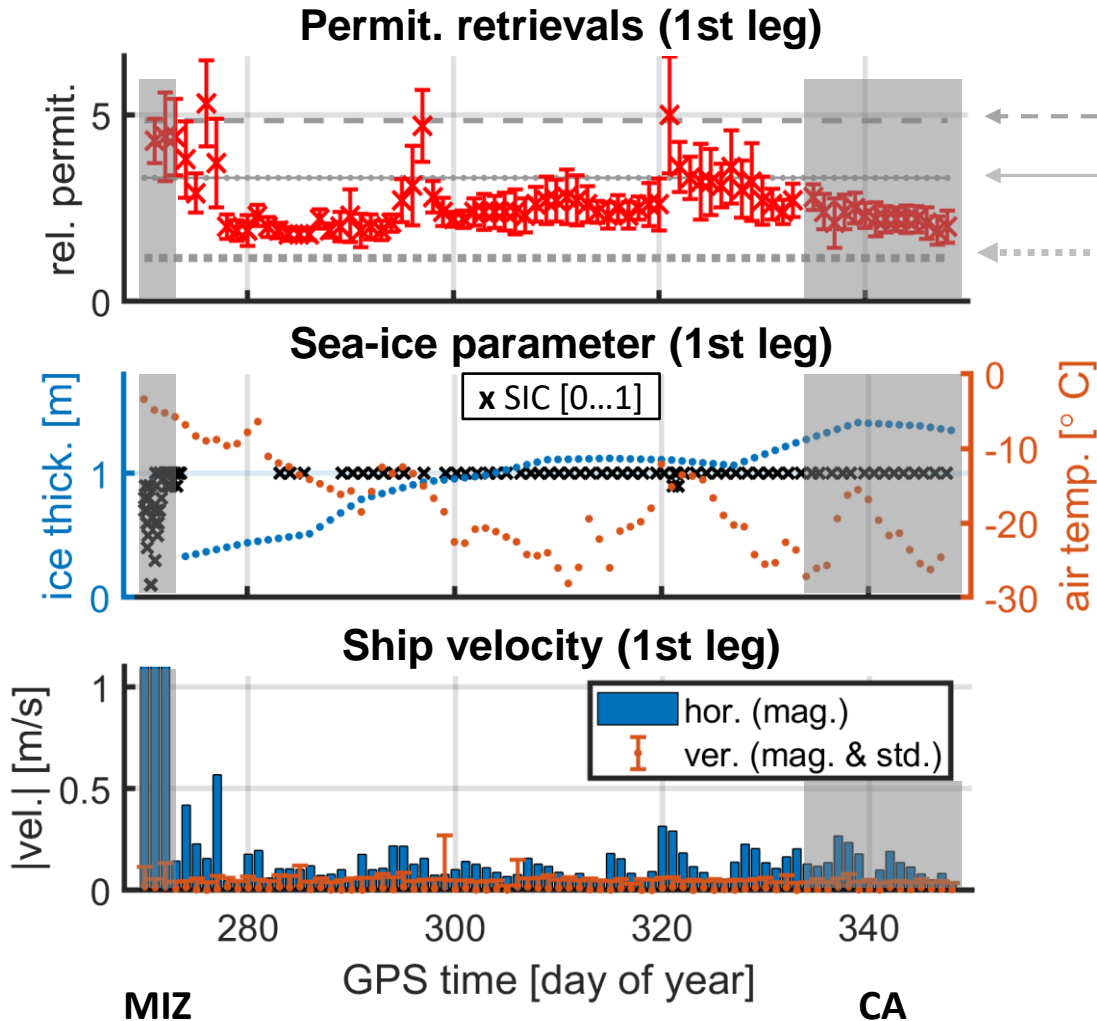 Permit. retrievals (1st leg)
rel. permit.
5
0
Sea-ice parameter (1st leg)
x SIC [0...1]
ice thick. [m]
1
0
air temp. [° C]
0
-10
-20
-30
Ship velocity (1st leg)
|vel.| [m/s]
1
0.5
0
hor. (mag.)
ver. (mag. & std.)
280
300
320
340
GPS time [day of year]
MIZ
CA